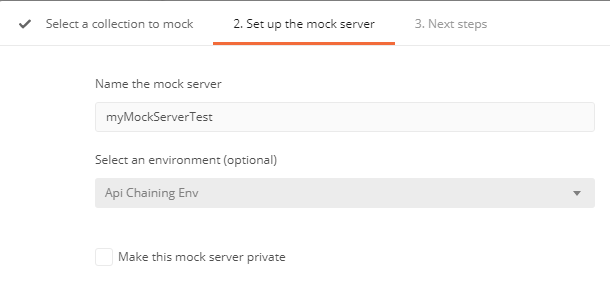 Select a collection to mock
2. Set up the mock server
3. Next steps
Name the mock server
myMockServerTest
Select an environment (optional)
Api Chaining Env
Make this mock server private